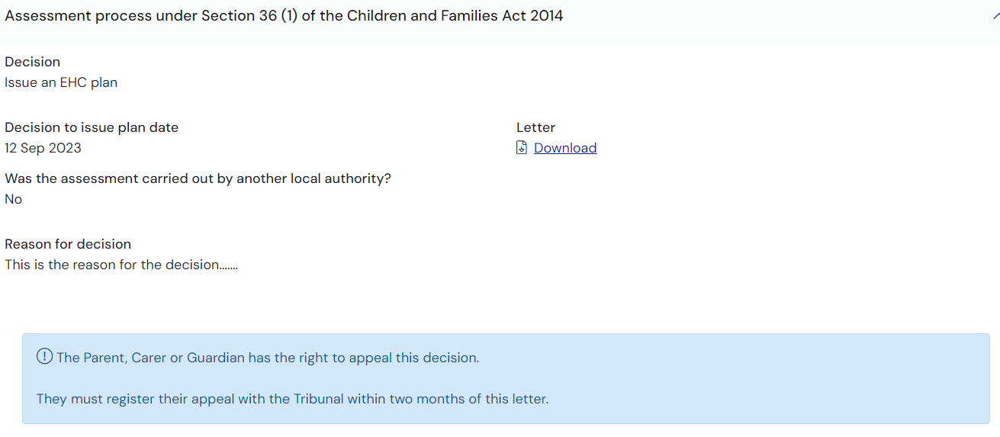 Assessment process under Section 36 (1) of the Children and Families Act 2014
Decision
Issue an EHC plan
Decision to issue plan date
12 Sep 2023
Letter
Download
Was the assessment carried out by another local authority?
No
Reason for decision
This is the reason for the decision.......
The Parent, Carer or Guardian has the right to appeal this decision.
They must register their appeal with the Tribunal within two months of this letter.